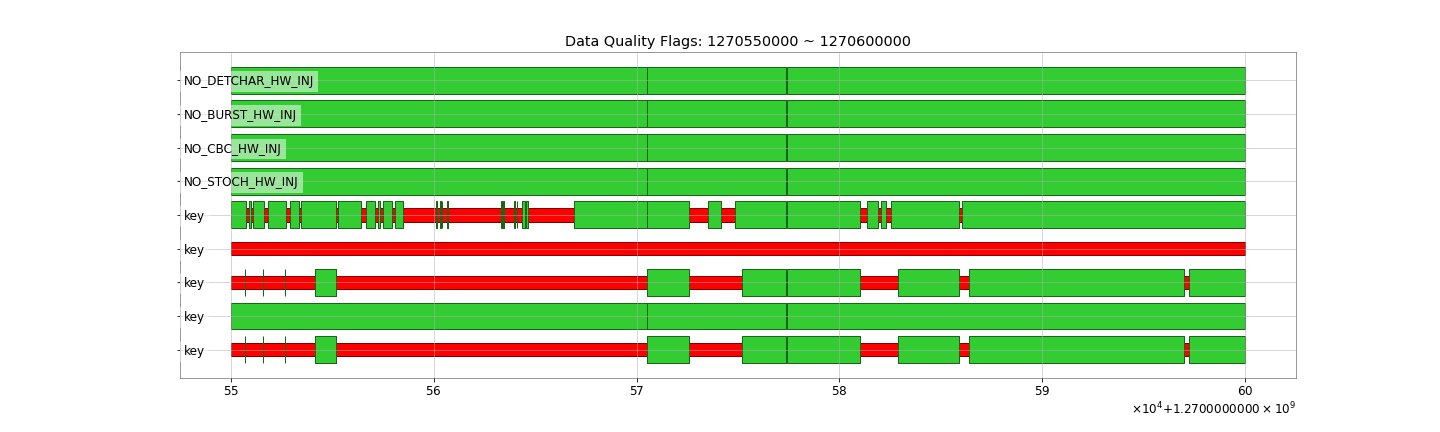 Data Quality Flags: 1270550000 ~ 1270600000
NO_DETCHAR_HW_INJ
NO_BURST_HW_INJ
NO_CBC_HW_INJ
NO_STOCH_HW_INJ
key
key
key
key
key
55 56 57 58 59 60
×10⁴+1.2700000000 × 10⁹